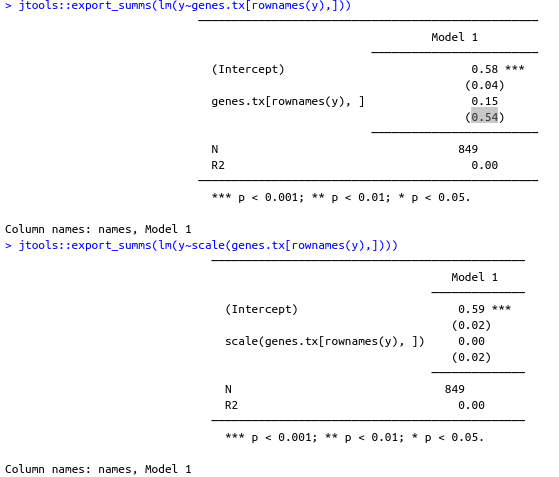 > jtools::export_summs(lm(y~genes.tx[rownames(y),]))
Model 1
(Intercept) 0.58 ***
(0.04)
genes.tx[rownames(y), ] 0.15
(0.54)
N 849
R2 0.00
*** p < 0.001; ** p < 0.01; * p < 0.05.
Column names: names, Model 1
> jtools::export_summs(lm(y~scale(genes.tx[rownames(y),])))
Model 1
(Intercept) 0.59 ***
(0.02)
scale(genes.tx[rownames(y), ]) 0.00
(0.02)
N 849
R2 0.00
*** p < 0.001; ** p < 0.01; * p < 0.05.
Column names: names, Model 1